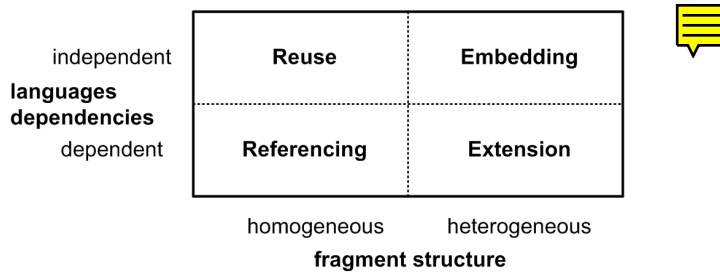 independent
Reuse
Embedding
languages
dependencies
dependent
Referencing
Extension
homogeneous
heterogeneous
fragment structure